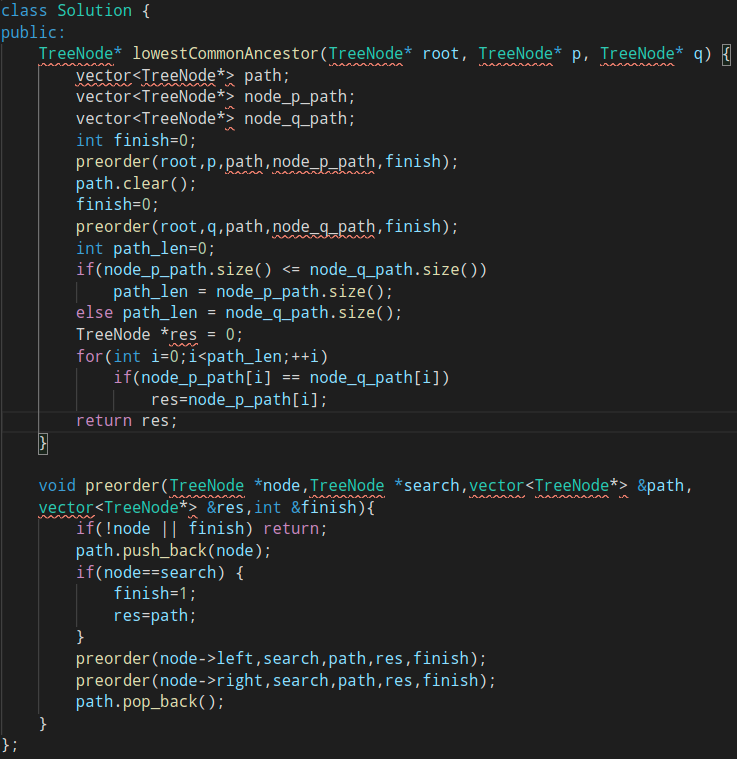 class Solution {
public:
    TreeNode* lowestCommonAncestor(TreeNode* root, TreeNode* p, TreeNode* q) {
        vector<TreeNode*> path;
        vector<TreeNode*> node_p_path;
        vector<TreeNode*> node_q_path;
        int finish=0;
        preorder(root,p,path,node_p_path,finish);
        path.clear();
        finish=0;
        preorder(root,q,path,node_q_path,finish);
        int path_len=0;
        if(node_p_path.size() <= node_q_path.size())
            path_len = node_p_path.size();
        else path_len = node_q_path.size();
        TreeNode *res = 0;
        for(int i=0;i<path_len;++i)
            if(node_p_path[i] == node_q_path[i])
                res=node_p_path[i];
        return res;
    }

    void preorder(TreeNode *node,TreeNode *search,vector<TreeNode*> &path,
    vector<TreeNode*> &res,int &finish){
        if(!node || finish) return;
        path.push_back(node);
        if(node==search) {
            finish=1;
            res=path;
        }
        preorder(node->left,search,path,res,finish);
        preorder(node->right,search,path,res,finish);
        path.pop_back();
    }
};